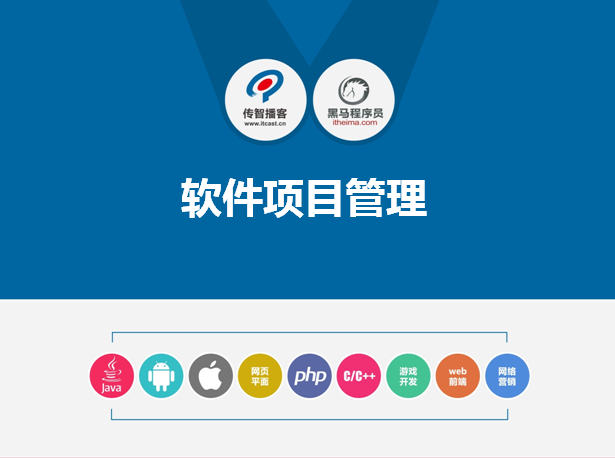 传智播客
www.itcast.cn
黑马程序员
itheima.com
软件项目管理
Java
网页
平面
php
C/C++
游戏
开发
web
前端
网络
营销